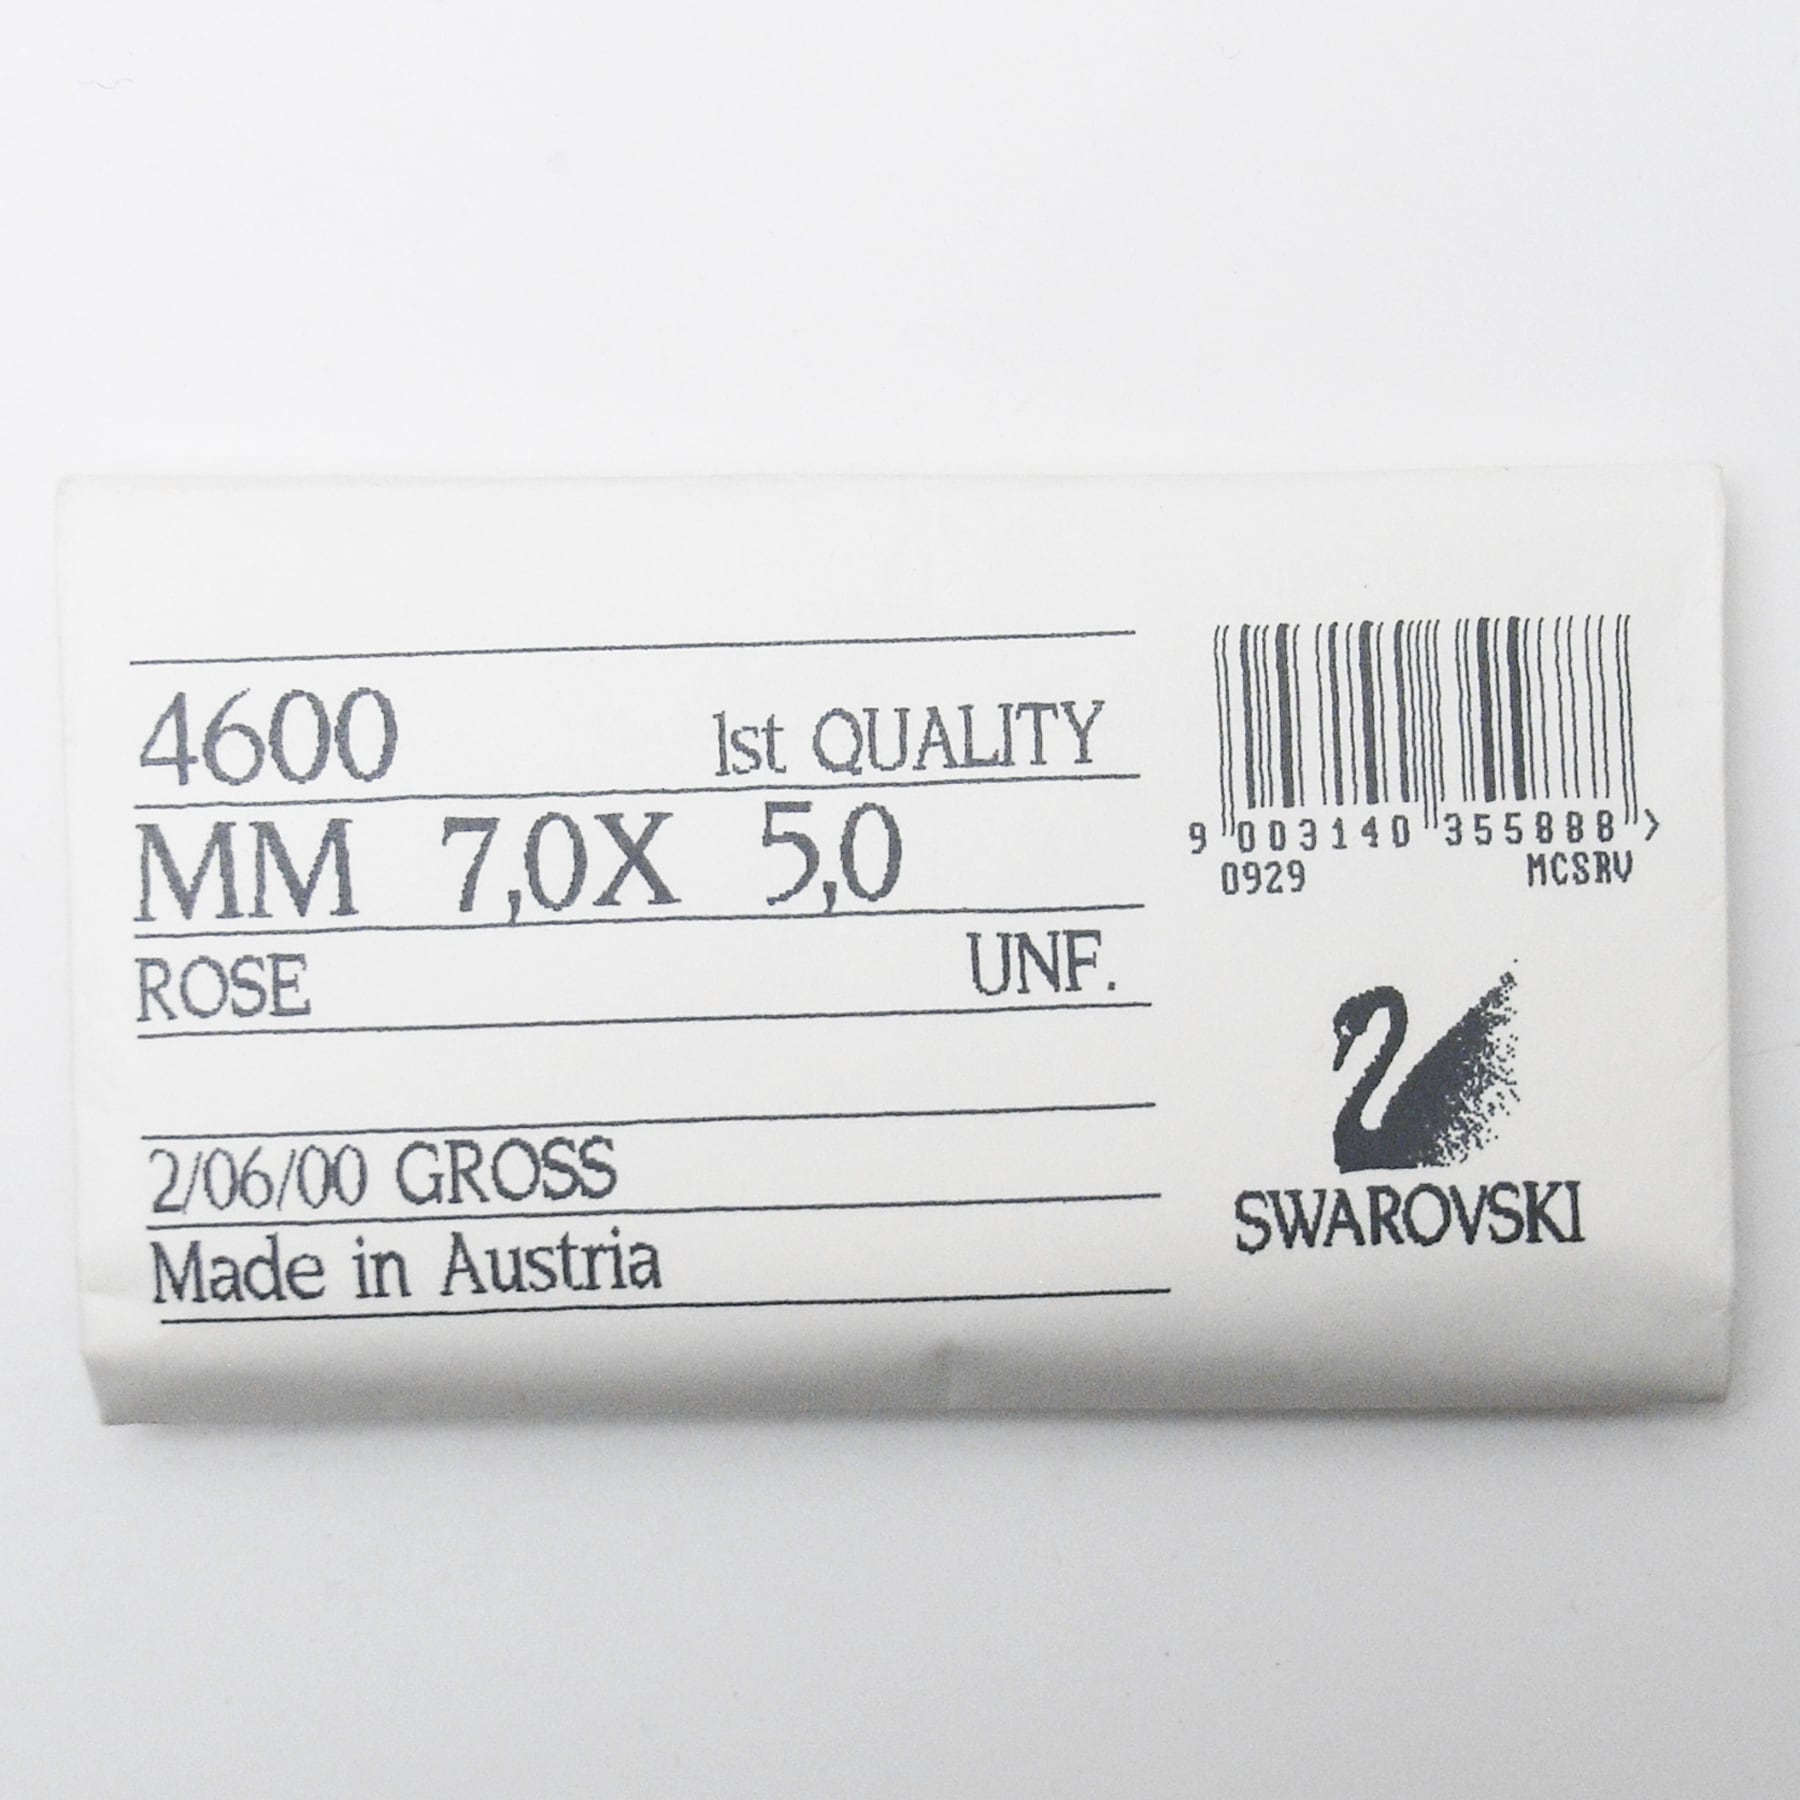 4600 1st QUALITY
MM 7,0X 5,0
ROSE UNF.
2/06/00 GROSS
Made in Austria
9 003140 355888 >
0929 MCSRV
SWAROVSKI